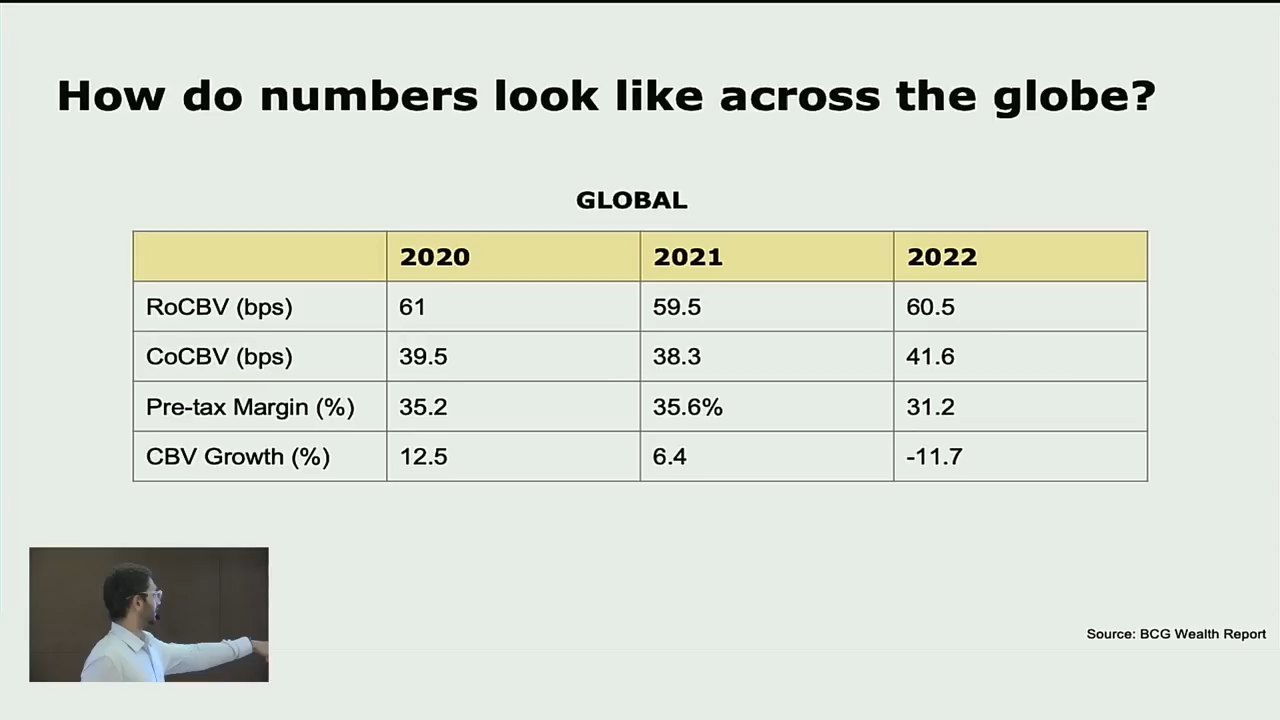 How do numbers look like across the globe?
GLOBAL
2020 2021 2022
RoCBV (bps) 61 59.5 60.5
CoCBV (bps) 39.5 38.3 41.6
Pre-tax Margin (%) 35.2 35.6% 31.2
CBV Growth (%) 12.5 6.4 -11.7
Source: BCG Wealth Report